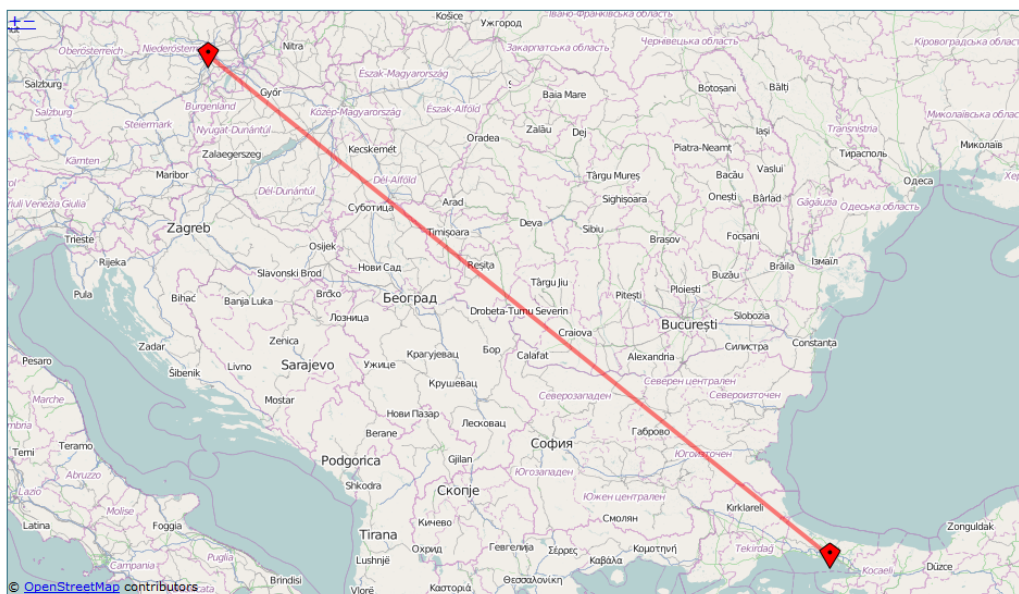 + −
Košice
Ужгород
Івано-Франківська область
Oberösterreich
Niederösterreich
Nitra
Закарпатська область
Чернівецька область
Кіровоградська область
Salzburg
Győr
Észak-Magyarország
Botoșani
Bălți
Salzburg
Burgenland
Közép-Magyarország
Észak-Alföld
Baia Mare
Steiermark
Nyugat-Dunántúl
Zalău
Dej
Iași
Transnistria
Миколаївська область
Kärnten
Zalaegerszeg
Kecskemét
Oradea
Piatra-Neamț
Тирасполь
Миколаїв
Maribor
Dél-Dunántúl
Dél-Alföld
Târgu Mureș
Bacău
Vaslui
Одеса
Суботица
Arad
Sighișoara
Onești
Bârlad
Găgăuzia
Одеська область
Friuli Venezia Giulia
Trieste
Zagreb
Timișoara
Deva
Sibiu
Brașov
Focșani
Rijeka
Osijek
Нови Сад
Reșița
Ізмаїл
Pula
Bihać
Slavonski Brod
Târgu Jiu
Buzău
Brăila
Banja Luka
Brčko
Београд
Pitești
Ploiești
Лозница
Drobeta-Turnu Severin
București
Slobozia
Zadar
Zenica
Craiova
Constanța
Pesaro
Šibenik
Livno
Sarajevo
Ужице
Крагујевац
Бор
Calafat
Alexandria
Силистра
Marche
Mostar
Крушевац
Северозападен
Северен централен
Североизточен
Нови Пазар
Лесковац
Teramo
Berane
Габрово
Terni
Podgorica
Gjilan
София
Югоизточен
Abruzzo
Shkodra
Скопје
Югозападен
Lazio
Южен централен
Kirklareli
Latina
Molise
Foggia
Tirana
Кичево
Смолян
Zonguldak
Campania
Puglia
Lushnjë
Охрид
Гевгелија
Σέρρες
Καβάλα
Κομοτηνή
Tekirdağ
Kocaeli
Düzce
Brindisi
Vlorë
Καστοριά
Θεσσαλονίκη
© OpenStreetMap contributors